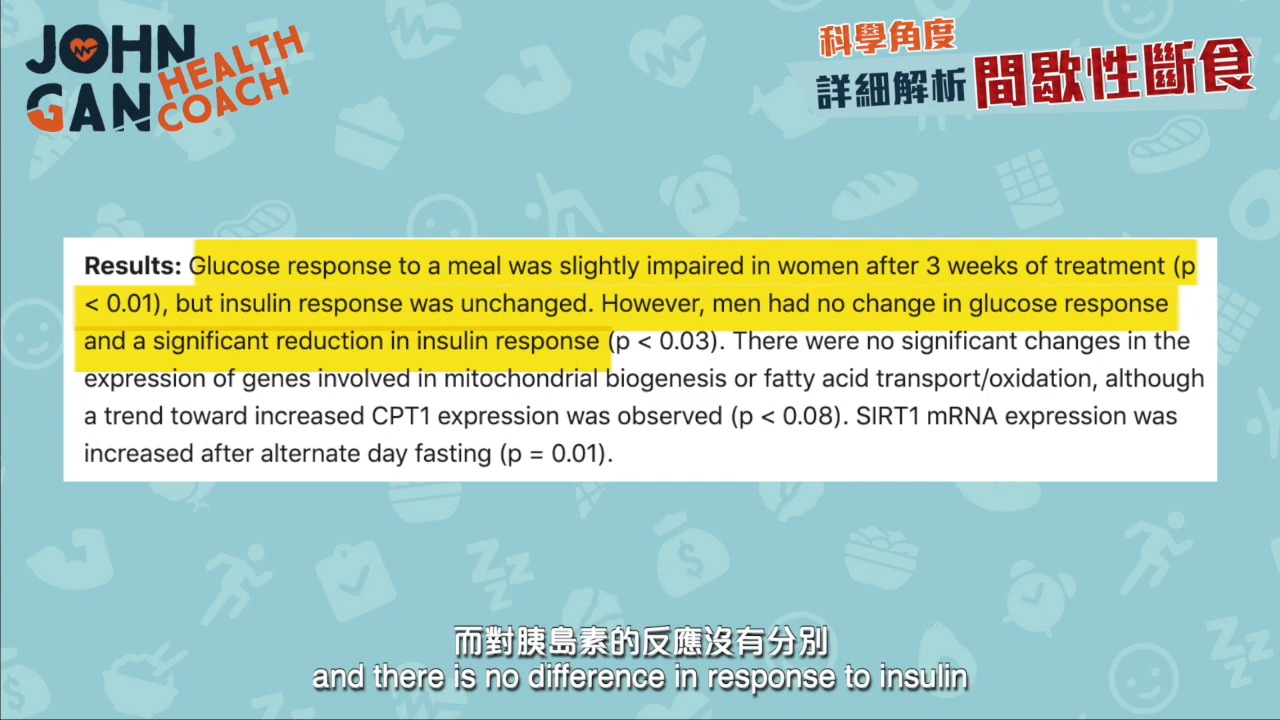 JOHN
GAN
HEALTH
COACH
科學角度
詳細解析 間歇性斷食
Results: Glucose response to a meal was slightly impaired in women after 3 weeks of treatment (p
< 0.01), but insulin response was unchanged. However, men had no change in glucose response
and a significant reduction in insulin response (p < 0.03). There were no significant changes in the
expression of genes involved in mitochondrial biogenesis or fatty acid transport/oxidation, although
a trend toward increased CPT1 expression was observed (p < 0.08). SIRT1 mRNA expression was
increased after alternate day fasting (p = 0.01).
而對胰島素的反應沒有分別
and there is no difference in response to insulin